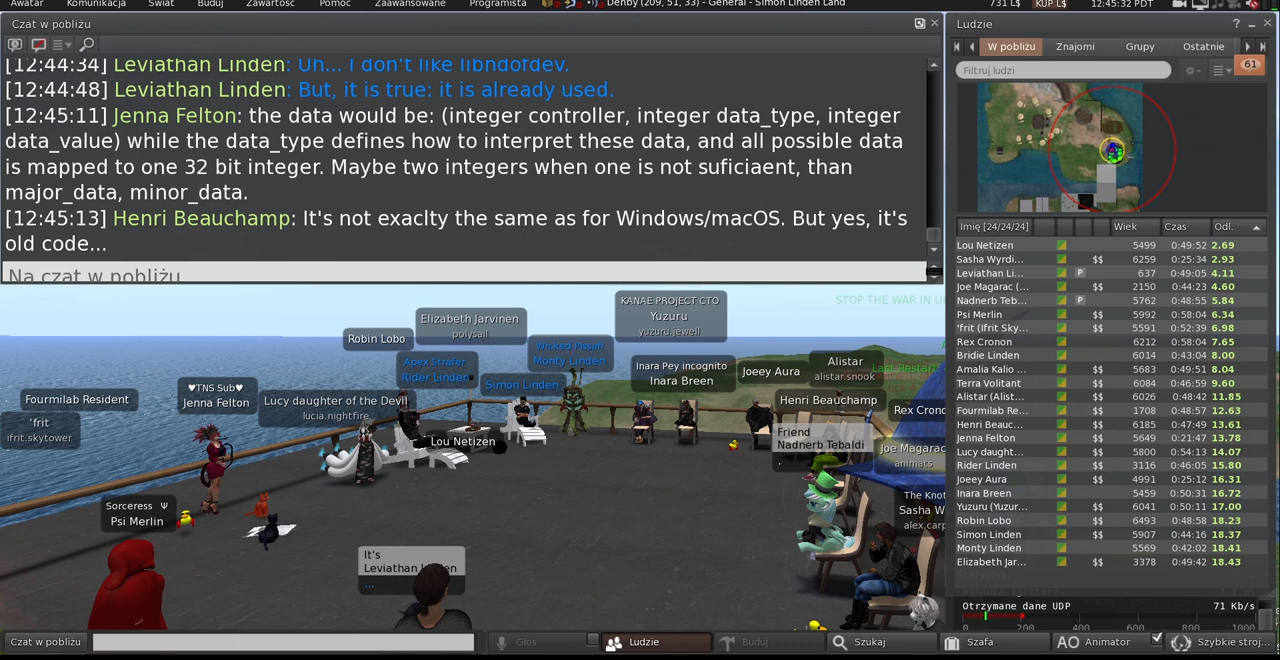 Awatar Komunikacja Świat Buduj Zawartość Pomoc Zaawansowane Programista Denby (209, 51, 33) - General - Simon Linden Land 731 L$ KUP L$ 12:45:32 PDT
Czat w pobliżu
[12:44:34] Leviathan Linden: Uh... I don't like libndofdev.
[12:44:48] Leviathan Linden: But, it is true: it is already used.
[12:45:11] Jenna Felton: the data would be: (integer controller, integer data_type, integer
data_value) while the data_type defines how to interpret these data, and all possible data
is mapped to one 32 bit integer. Maybe two integers when one is not suficiaent, than
major_data, minor_data.
[12:45:13] Henri Beauchamp: It's not exaclty the same as for Windows/macOS. But yes, it's
old code...
Na czat w pobliżu
STOP THE WAR IN
KANAE PROJECT CTO
Yuzuru
yuzuru.jewell
Elizabeth Jarvinen
polysail
Robin Lobo
Wicked Pissah
Monty Linden
Apex Strafer
Rider Linden
Simon Linden
Inara Pey incognito
Inara Breen
Joeey Aura
Alistar
alistar.snook
Last Restart:
Fourmilab Resident
♥TNS Sub♥
Jenna Felton
Lucy daughter of the Devil
lucia.nightfire
Henri Beauchamp
Rex Cron
'frit
ifrit.skytower
Lou Netizen
Friend
Nadnerb Tebaldi
Joe Magarac
animats
Sorceress Ψ
Psi Merlin
The Knot
Sasha W
alex.carp
It's
Leviathan Linden
...
Ludzie
? _ ×
W pobliżu Znajomi Grupy Ostatnie
Filtruj ludzi
61
Imię [24/24/24] Wiek Czas Odl.
Lou Netizen 5499 0:49:52 2.69
Sasha Wyrdi... $$ 6259 0:25:34 2.93
Leviathan Li... P 637 0:49:05 4.11
Joe Magarac (... $$ 2150 0:44:23 4.60
Nadnerb Teb... P 5762 0:48:55 5.84
Psi Merlin $$ 5992 0:58:04 6.34
'frit (Ifrit Sky... $$ 5591 0:52:39 6.98
Rex Cronon 6212 0:58:04 7.65
Bridie Linden 6014 0:43:04 8.00
Amalia Kalio ... $$ 5683 0:49:51 8.04
Terra Volitant $$ 6084 0:46:59 9.60
Alistar (Alist... $$ 6026 0:48:42 11.85
Fourmilab Re... $$ 1708 0:48:57 12.63
Henri Beauc... $$ 6185 0:47:49 13.61
Jenna Felton $$ 5649 0:21:47 13.78
Lucy daught... $$ 5800 0:54:13 14.07
Rider Linden $$ 3116 0:46:05 15.80
Joeey Aura $$ 4991 0:25:12 16.31
Inara Breen 5459 0:50:31 16.72
Yuzuru (Yuzur... $$ 6041 0:50:11 17.00
Robin Lobo $$ 6493 0:48:58 18.23
Simon Linden $$ 5907 0:44:16 18.37
Monty Linden 5569 0:42:02 18.41
Elizabeth Jar... $$ 3378 0:49:42 18.43
Otrzymane dane UDP 71 Kb/s
0 200 400 600 800 1000
Czat w pobliżu Głos Ludzie Buduj Szukaj Szafa AO Animator Szybkie stroj...